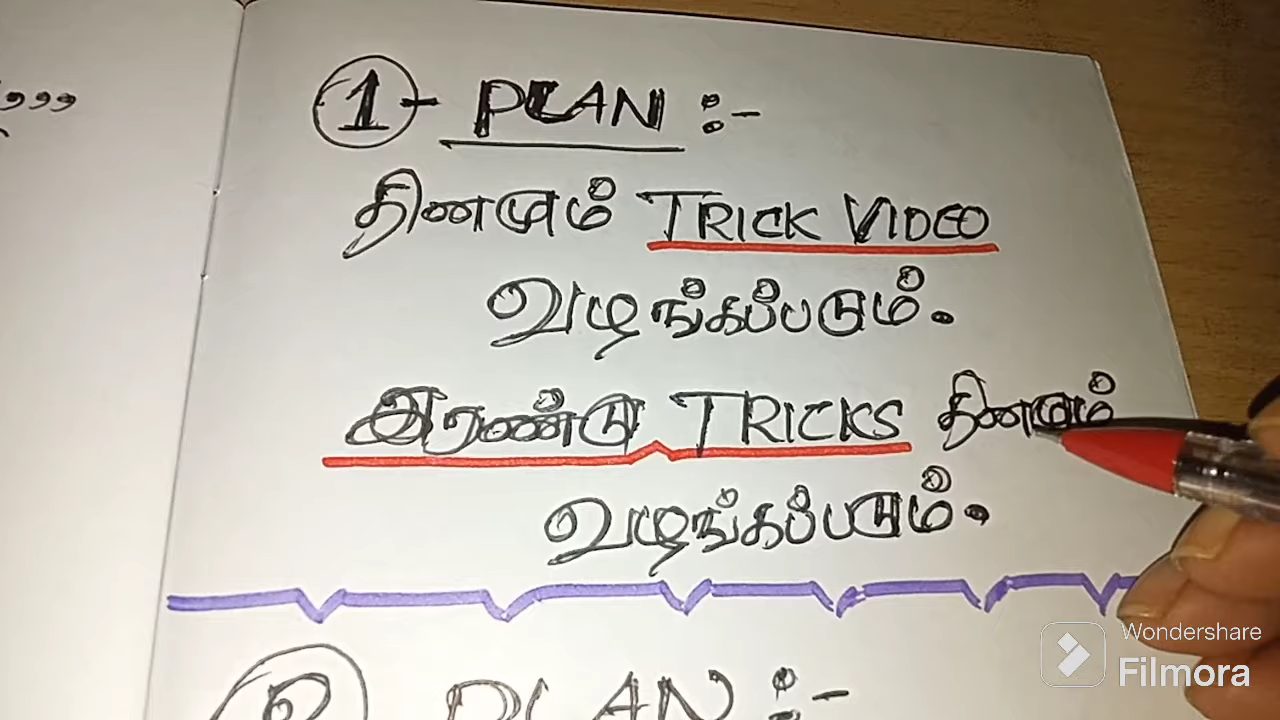 ,,,
1 - PLAN :-
தினமும் TRICK VIDEO
வழங்கப்படும்.
இரண்டு TRICKS தினமும்
வழங்கப்படும்.
2 PLAN :-
Wondershare
Filmora